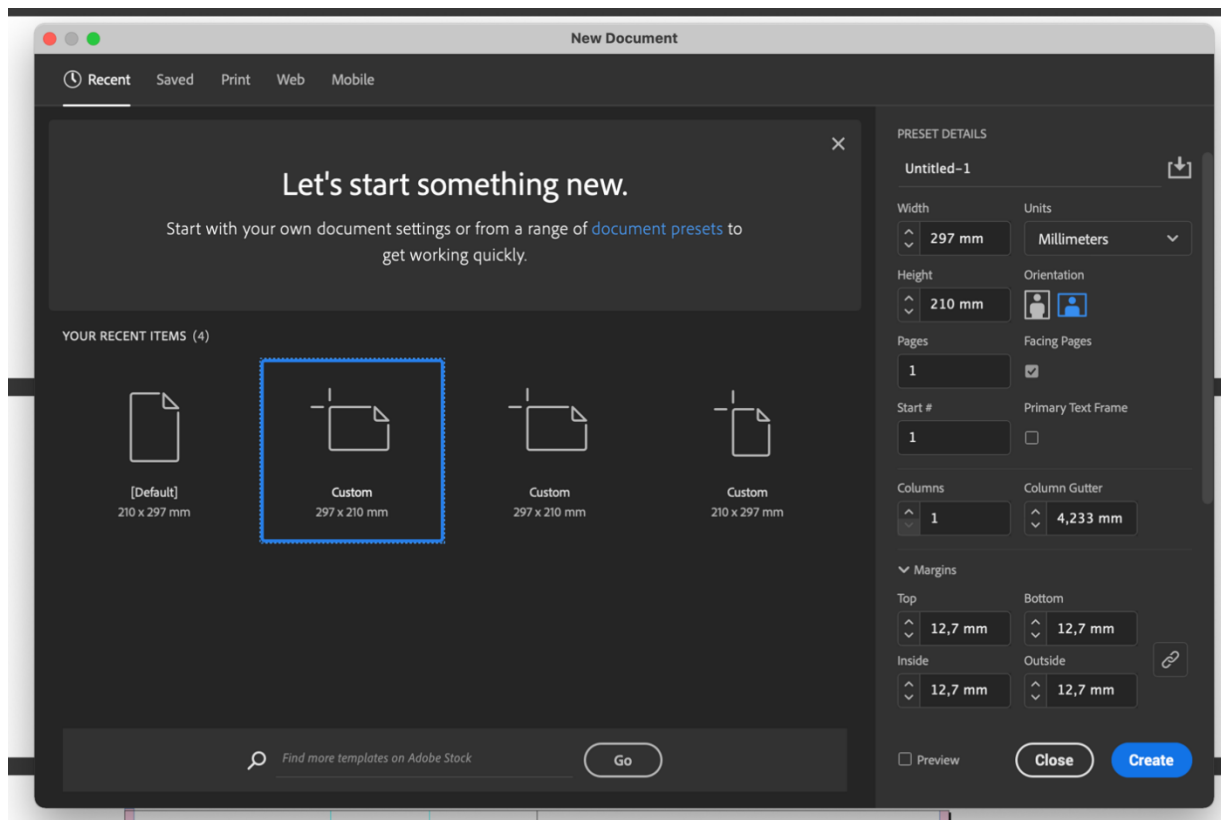 New Document
Recent Saved Print Web Mobile
Let's start something new.
Start with your own document settings or from a range of document presets to
get working quickly.
YOUR RECENT ITEMS (4)
[Default]
210 x 297 mm
Custom
297 x 210 mm
Custom
297 x 210 mm
Custom
210 x 297 mm
Find more templates on Adobe Stock
Go
PRESET DETAILS
Untitled-1
Width Units
297 mm Millimeters
Height Orientation
210 mm
Pages Facing Pages
1
Start # Primary Text Frame
1
Columns Column Gutter
1 4,233 mm
Margins
Top Bottom
12,7 mm 12,7 mm
Inside Outside
12,7 mm 12,7 mm
Preview Close Create